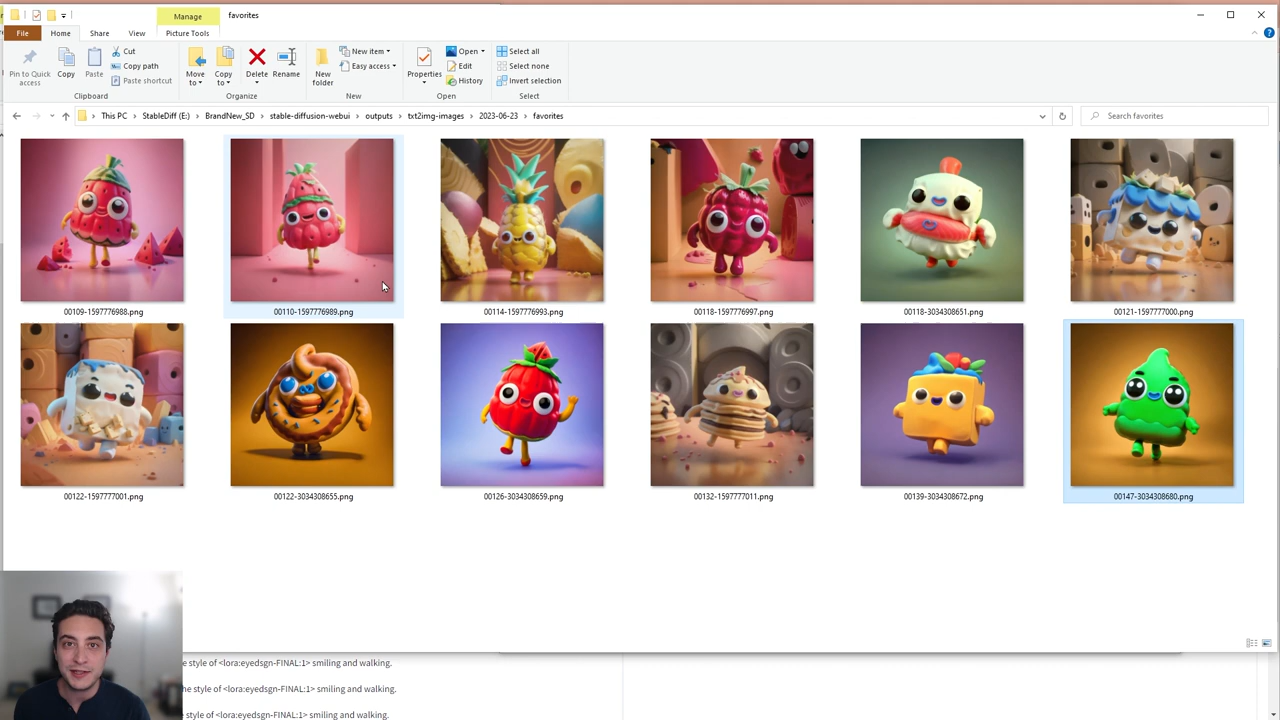 Manage
favorites
File
Home
Share
View
Picture Tools
Pin to Quick
access
Copy
Paste
Cut
Copy path
Paste shortcut
Clipboard
Move
to
Copy
to
Delete
Rename
Organize
New
folder
New item
Easy access
New
Properties
Open
Edit
History
Open
Select all
Select none
Invert selection
Select
This PC > StableDiff (E:) > BrandNew_SD > stable-diffusion-webui > outputs > txt2img-images > 2023-06-23 > favorites
Search favorites
00109-1597776988.png
00110-1597776989.png
00114-1597776993.png
00118-1597776997.png
00118-3034308651.png
00121-1597777000.png
00122-1597777001.png
00122-3034308655.png
00126-3034308659.png
00132-1597777011.png
00139-3034308672.png
00147-3034308680.png
e style of <lora:eyedsgn-FINAL:1> smiling and walking.
he style of <lora:eyedsgn-FINAL:1> smiling and walking.
style of <lora:eyedsgn-FINAL:1> smiling and walking.